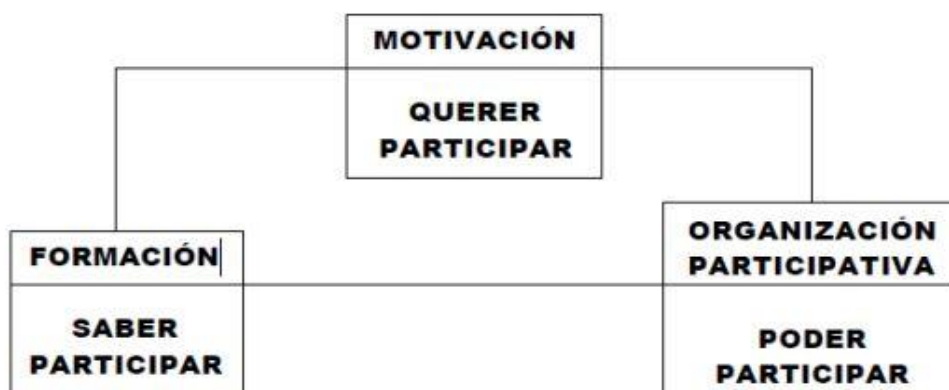 MOTIVACIÓN
QUERER
PARTICIPAR
FORMACIÓN
SABER
PARTICIPAR
ORGANIZACIÓN
PARTICIPATIVA
PODER
PARTICIPAR